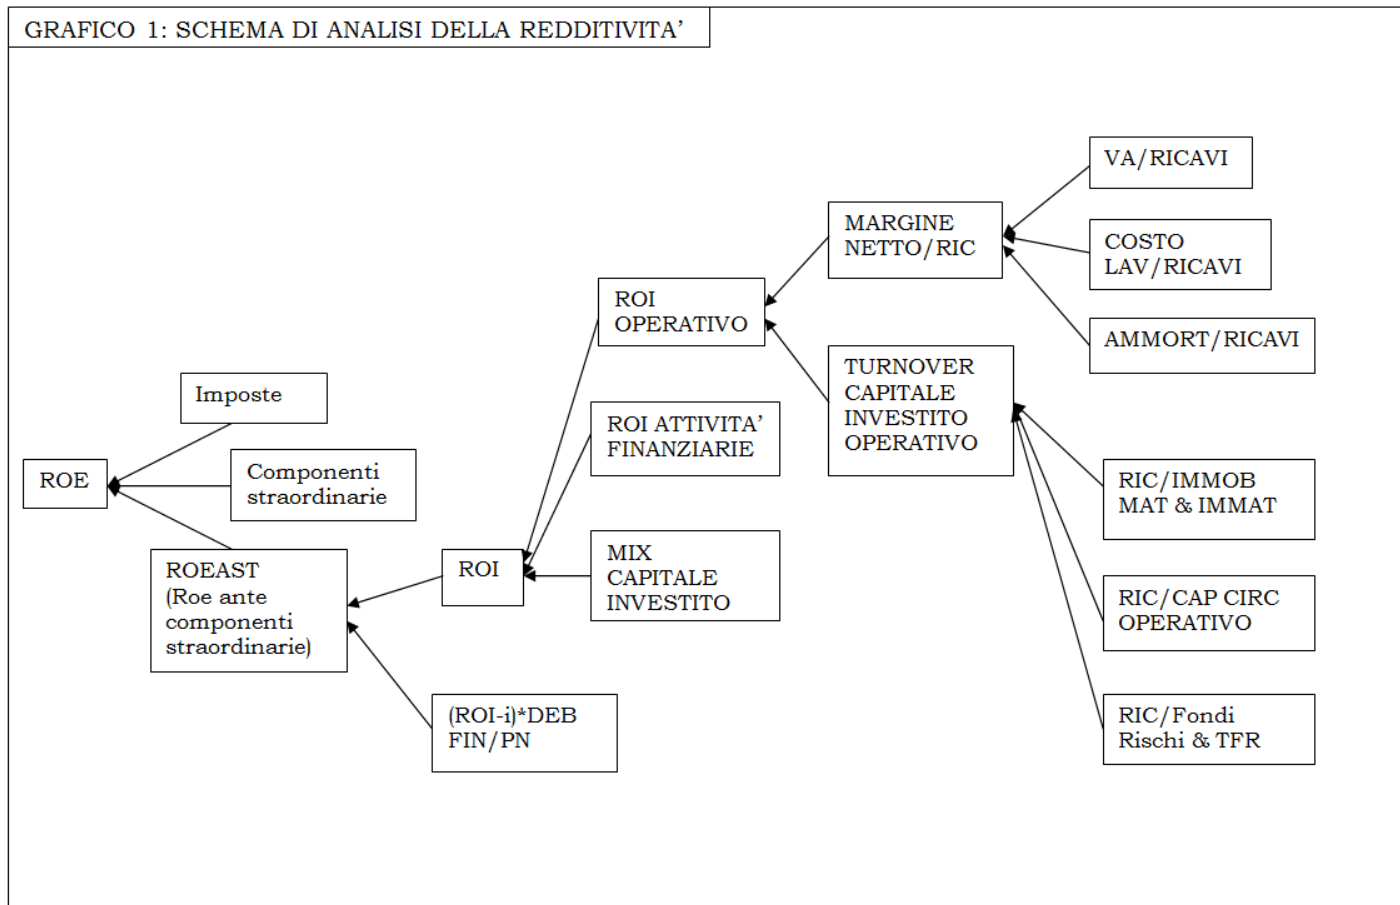 GRAFICO 1: SCHEMA DI ANALISI DELLA REDDITIVITA’
VA/RICAVI
MARGINE
NETTO/RIC
COSTO
LAV/RICAVI
ROI
OPERATIVO
AMMORT/RICAVI
TURNOVER
CAPITALE
INVESTITO
OPERATIVO
Imposte
ROI ATTIVITA’
FINANZIARIE
ROE
Componenti
straordinarie
RIC/IMMOB
MAT & IMMAT
ROEAST
(Roe ante
componenti
straordinarie)
ROI
MIX
CAPITALE
INVESTITO
RIC/CAP CIRC
OPERATIVO
(ROI-i)*DEB
FIN/PN
RIC/Fondi
Rischi & TFR